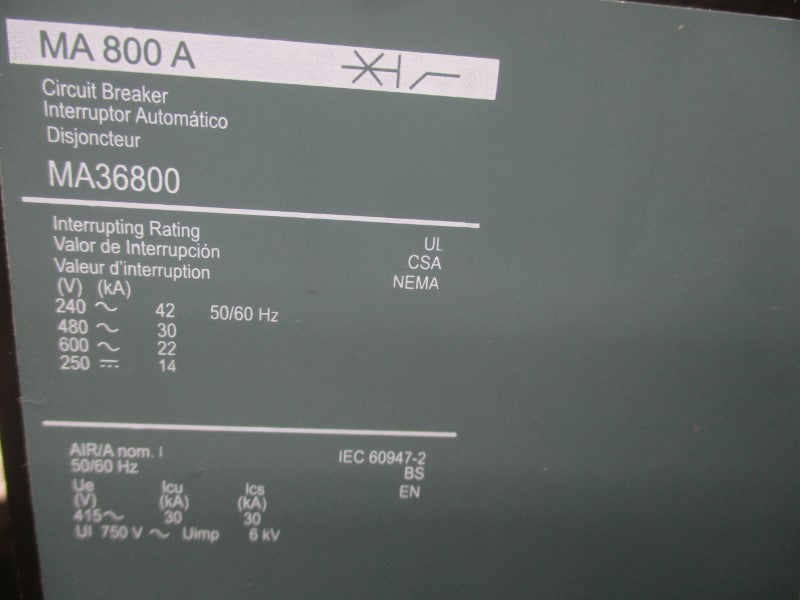 MA 800 A
Circuit Breaker
Interruptor Automático
Disjoncteur
MA36800
Interrupting Rating
Valor de Interrupción
Valeur d'interruption
UL
CSA
NEMA
(V) (kA)
240 ~ 42 50/60 Hz
480 ~ 30
600 ~ 22
250 ⎓ 14
AIR/A nom. I
50/60 Hz
IEC 60947-2
BS
EN
Ue Icu Ics
(V) (kA) (kA)
415~ 30 30
UI 750 V ~ Uimp 6 kV